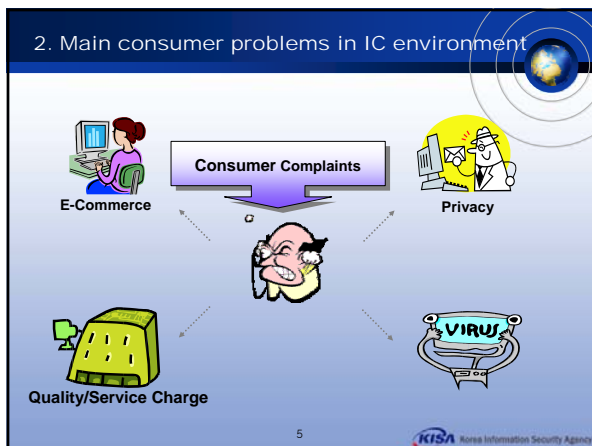 2. Main consumer problems in IC environment
Consumer Complaints
E-Commerce
Privacy
VIRUS
Quality/Service Charge
5
KISA Korea Information Security Agency